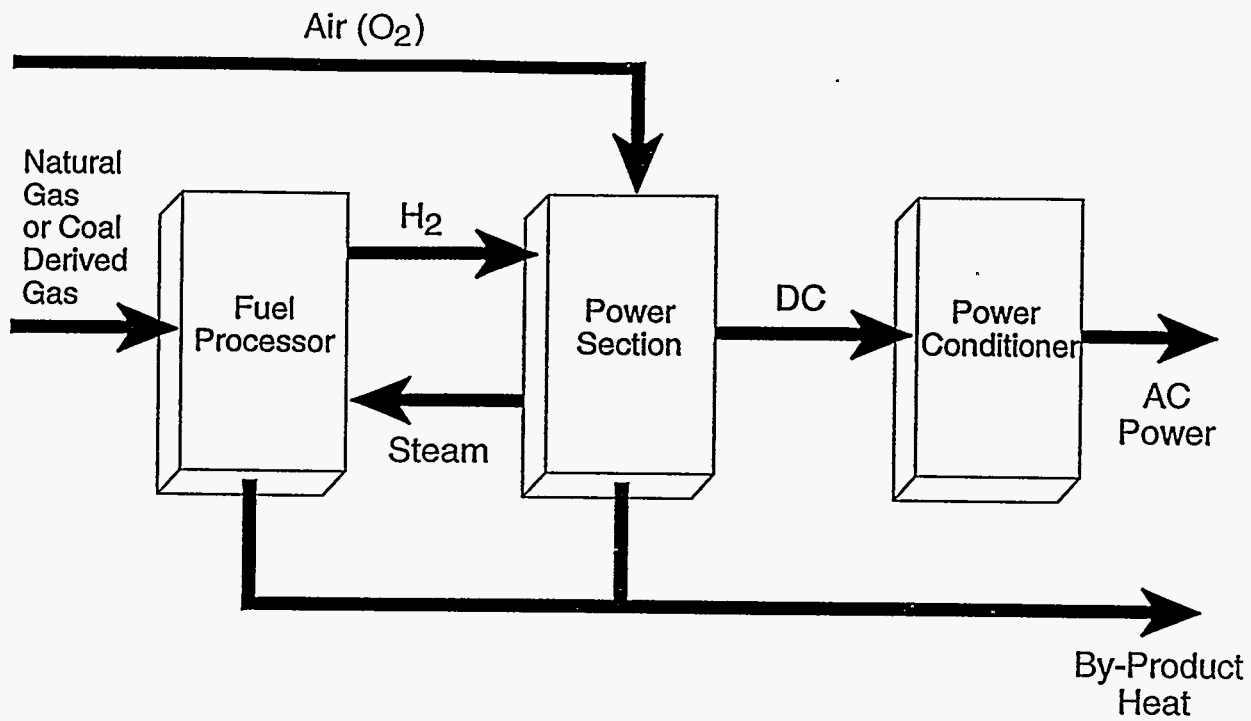 Air (O2)
Natural
Gas
or Coal
Derived
Gas
H2
Fuel
Processor
Steam
Power
Section
DC
Power
Conditioner
AC
Power
By-Product
Heat